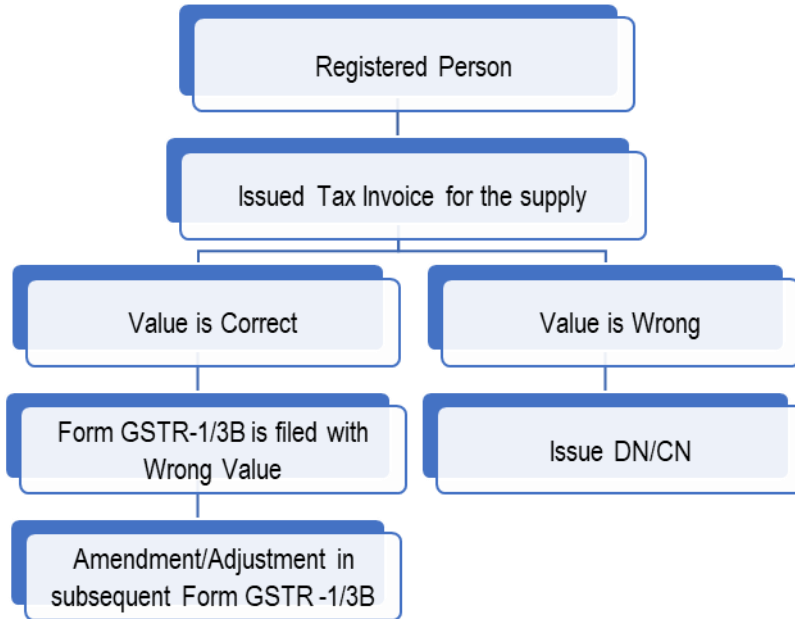 Registered Person
Issued Tax Invoice for the supply
Value is Correct
Value is Wrong
Form GSTR-1/3B is filed with
Wrong Value
Issue DN/CN
Amendment/Adjustment in
subsequent Form GSTR -1/3B